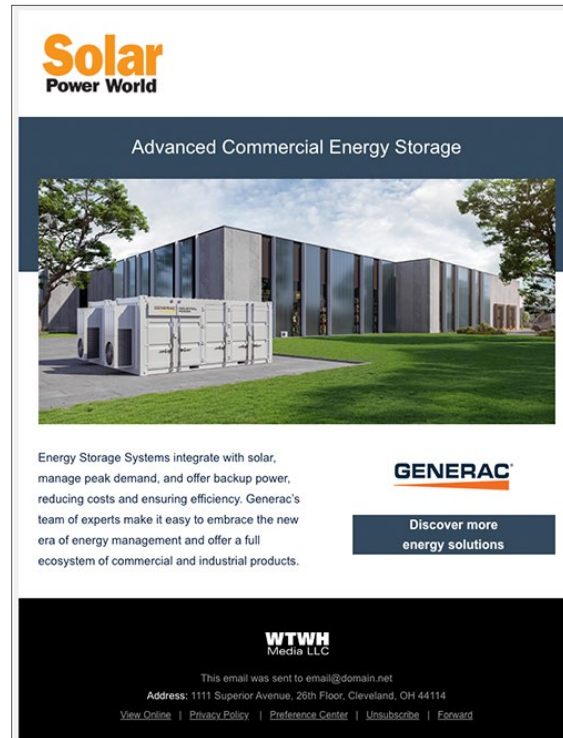 Solar
Power World
Advanced Commercial Energy Storage
GENERAC
Energy Storage Systems integrate with solar,
manage peak demand, and offer backup power,
reducing costs and ensuring efficiency. Generac's
team of experts make it easy to embrace the new
era of energy management and offer a full
ecosystem of commercial and industrial products.
GENERAC
Discover more
energy solutions
WTWH
Media LLC
This email was sent to email@domain.net
Address: 1111 Superior Avenue, 26th Floor, Cleveland, OH 44114
View Online | Privacy Policy | Preference Center | Unsubscribe | Forward